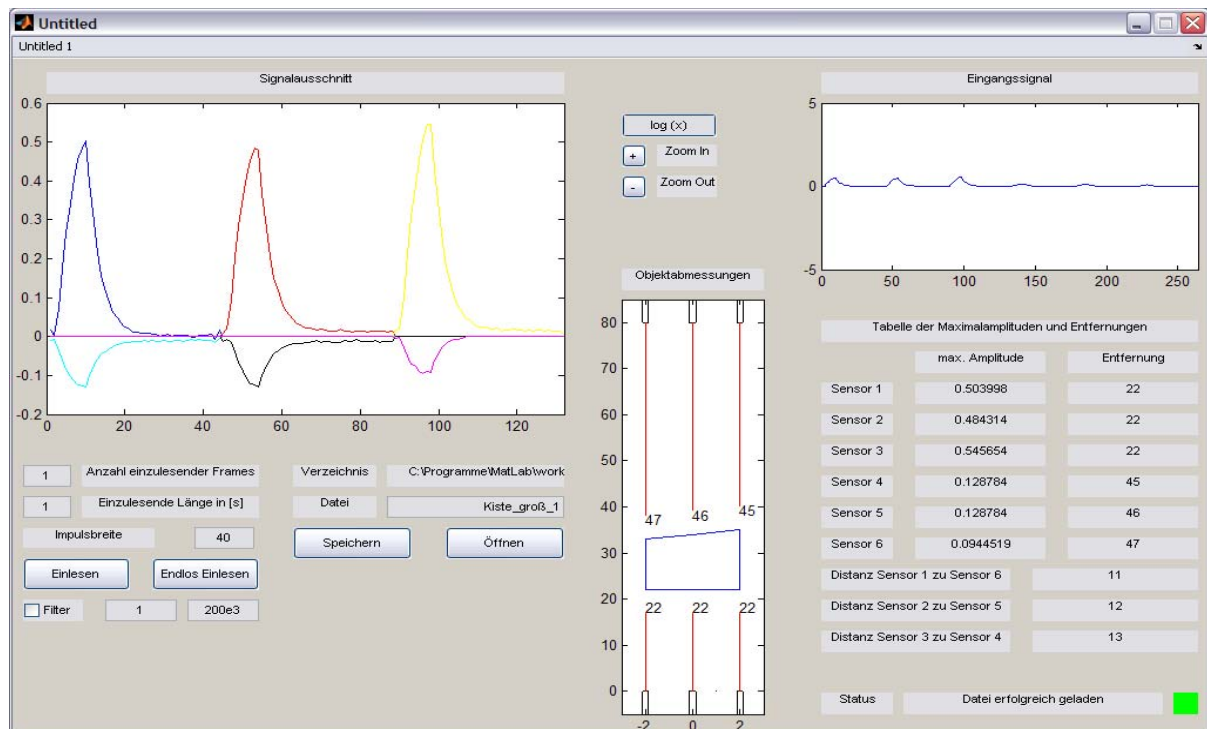 Untitled
Untitled 1
Signalausschnitt
0.6
0.5
0.4
0.3
0.2
0.1
0
-0.1
-0.2
0 20 40 60 80 100 120
log (x)
+ Zoom In
- Zoom Out
Eingangssignal
5
0
-5
0 50 100 150 200 250
Objektabmessungen
80
70
60
50
40
30
20
10
0
47 46 45
22 22 22
-2 0 2
1 Anzahl einzulesender Frames
1 Einzulesende Länge in [s]
Impulsbreite 40
Einlesen Endlos Einlesen
Filter 1 200e3
Verzeichnis C:\Programme\MatLab\work
Datei Kiste_groß_1
Speichern Öffnen
Tabelle der Maximalamplituden und Entfernungen
max. Amplitude Entfernung
Sensor 1 0.503998 22
Sensor 2 0.484314 22
Sensor 3 0.545654 22
Sensor 4 0.128784 45
Sensor 5 0.128784 46
Sensor 6 0.0944519 47
Distanz Sensor 1 zu Sensor 6 11
Distanz Sensor 2 zu Sensor 5 12
Distanz Sensor 3 zu Sensor 4 13
Status Datei erfolgreich geladen